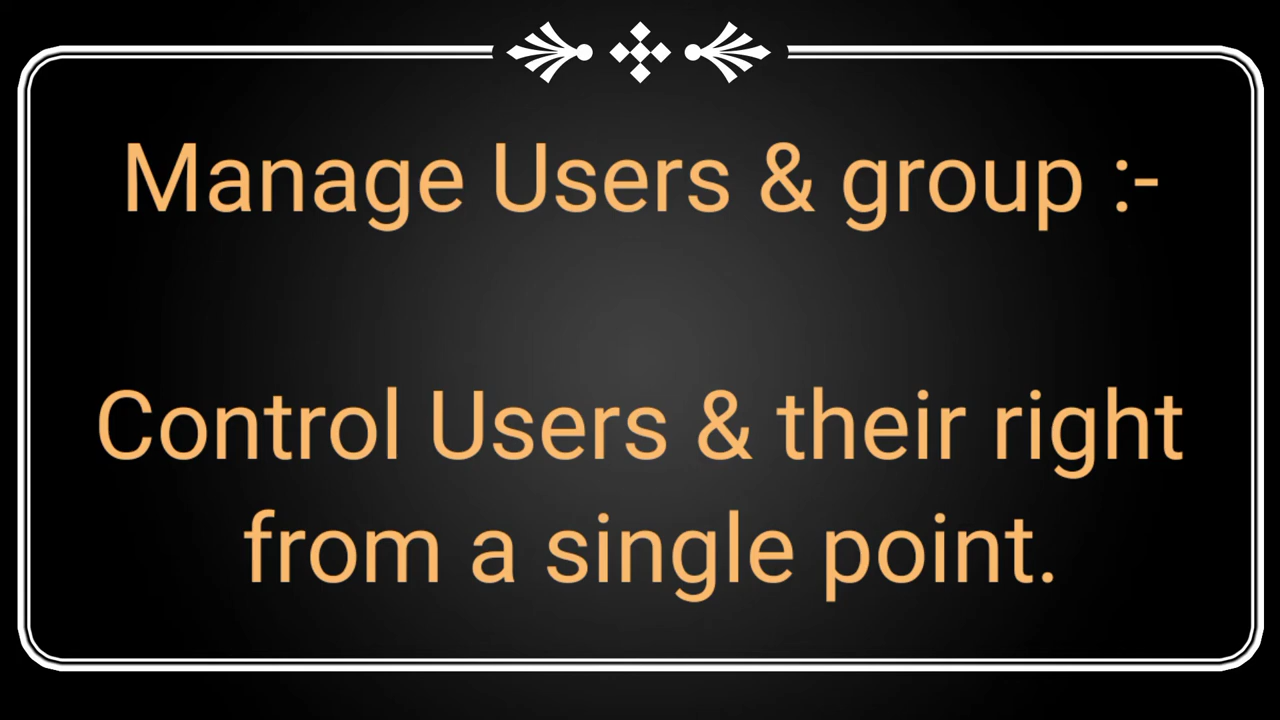 Manage Users & group :-
Control Users & their right
from a single point.